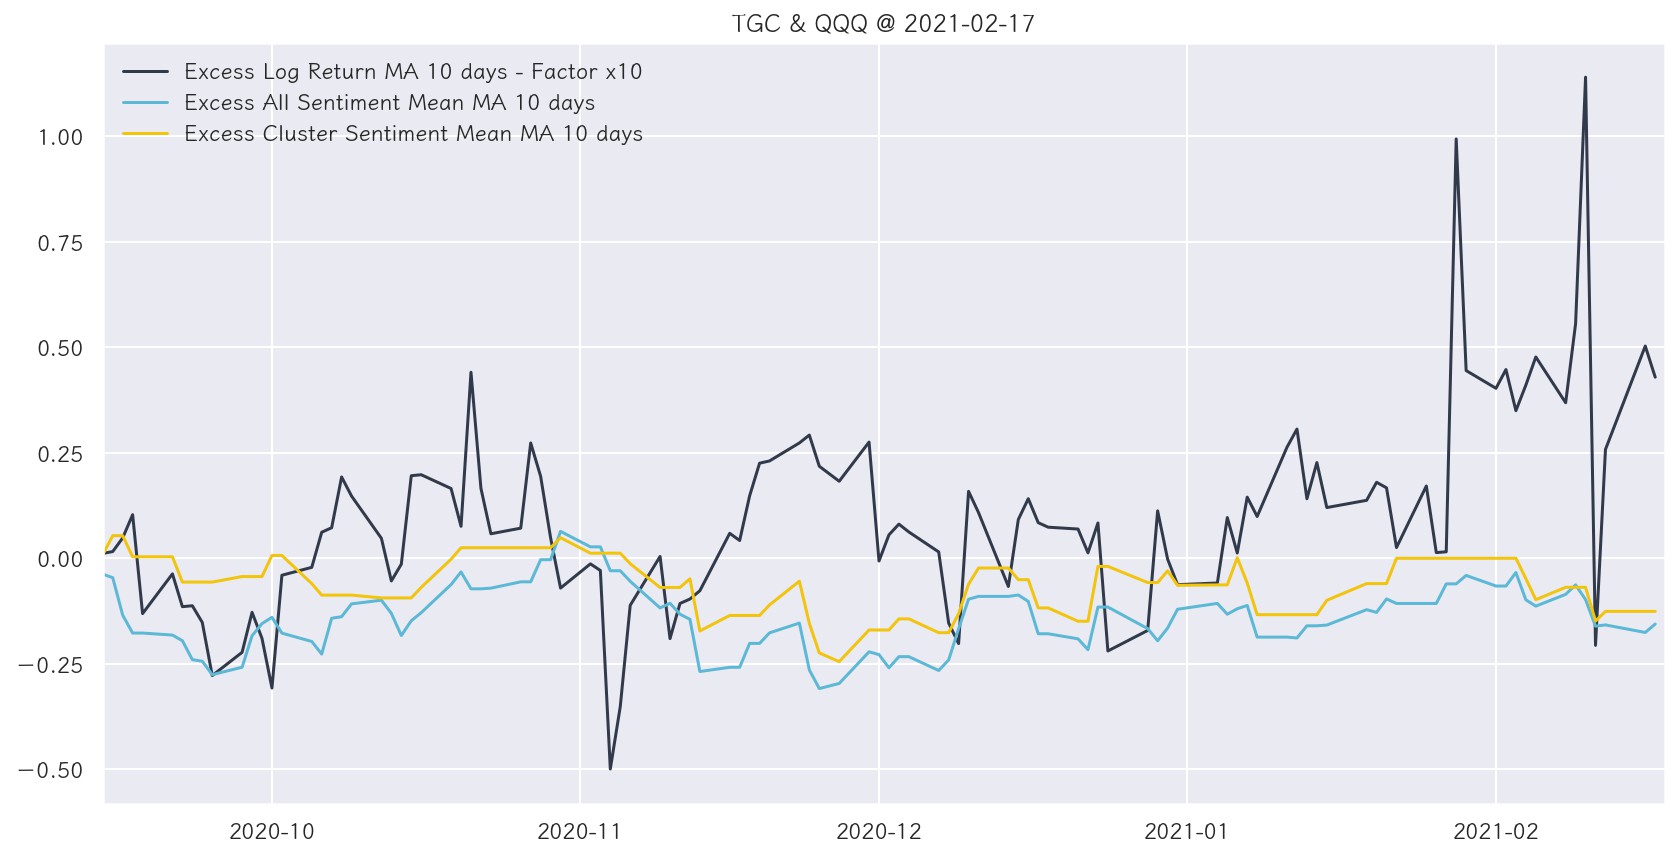 TGC & QQQ @ 2021-02-17
Excess Log Return MA 10 days - Factor x10
Excess All Sentiment Mean MA 10 days
Excess Cluster Sentiment Mean MA 10 days
1.00
0.75
0.50
0.25
0.00
−0.25
−0.50
2020-10 2020-11 2020-12 2021-01 2021-02